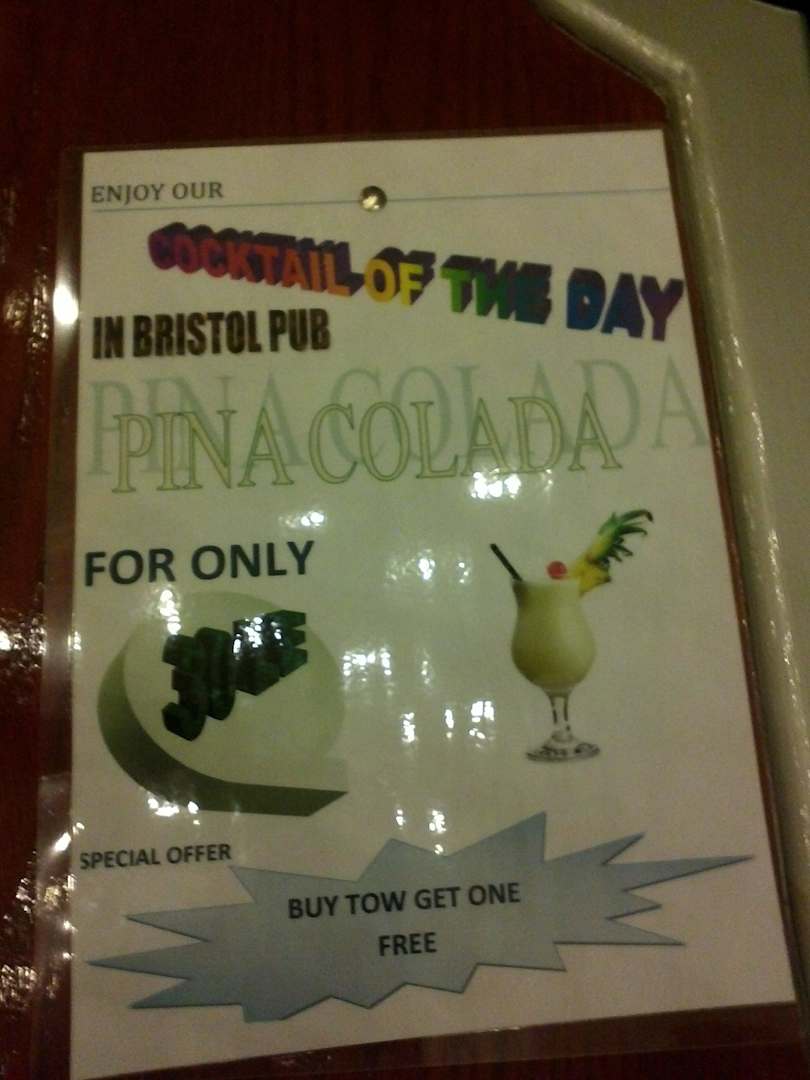 ENJOY OUR
COCKTAIL OF THE DAY
IN BRISTOL PUB
PINA COLADA
FOR ONLY
30LE
SPECIAL OFFER
BUY TOW GET ONE
FREE